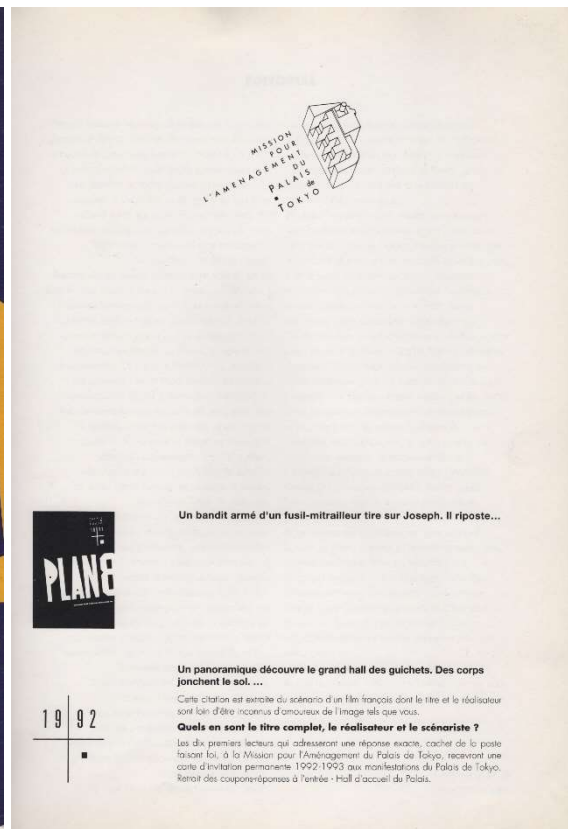 MISSION
POUR
L'AMENAGEMENT
DU
PALAIS
de
TOKYO
Un bandit armé d'un fusil-mitrailleur tire sur Joseph. Il riposte...
PLAN8
Un panoramique découvre le grand hall des guichets. Des corps
jonchent le sol. ...
Cette citation est extraite du scénario d'un film français dont le titre et le réalisateur
sont loin d'être inconnus d'amoureux de l'image tels que vous.
19 92
Quels en sont le titre complet, le réalisateur et le scénariste ?
Les dix premiers lecteurs qui adresseront une réponse exacte, cachet de la poste
faisant foi, à la Mission pour l'Aménagement du Palais de Tokyo, recevront une
carte d'invitation permanente 1992-1993 aux manifestations du Palais de Tokyo.
Retrait des coupons-réponses à l'entrée - Hall d'accueil du Palais.